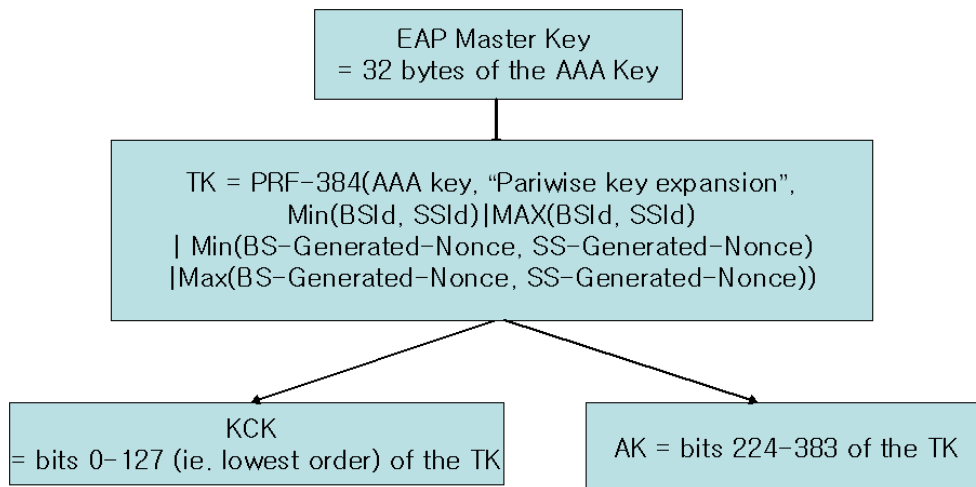 EAP Master Key
= 32 bytes of the AAA Key
TK = PRF-384(AAA key, “Pariwise key expansion”,
Min(BSId, SSId)|MAX(BSId, SSId)
| Min(BS-Generated-Nonce, SS-Generated-Nonce)
|Max(BS-Generated-Nonce, SS-Generated-Nonce))
KCK
= bits 0-127 (ie. lowest order) of the TK
AK = bits 224-383 of the TK